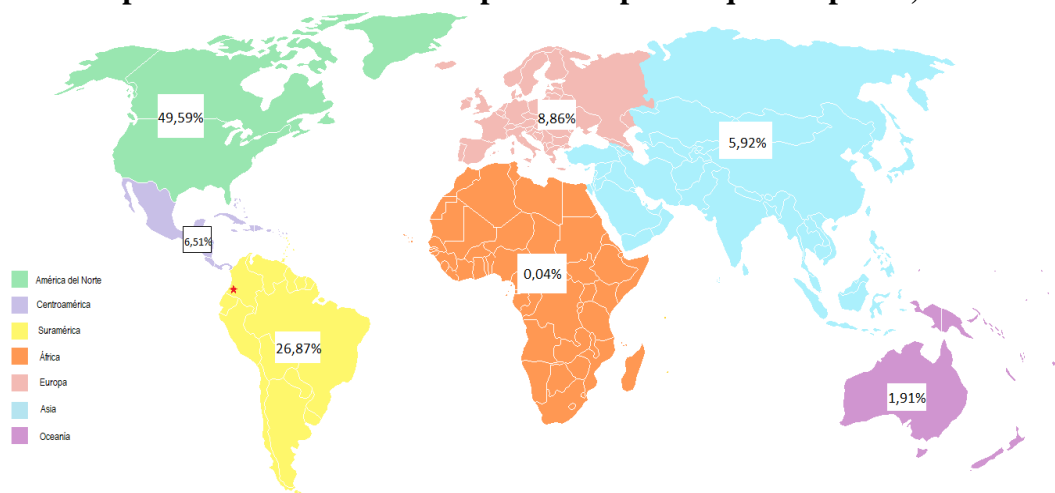 49,59%
8,86%
5,92%
6,51%
0,04%
26,87%
1,91%
América del Norte
Centroamérica
Suramérica
África
Europa
Asia
Oceanía